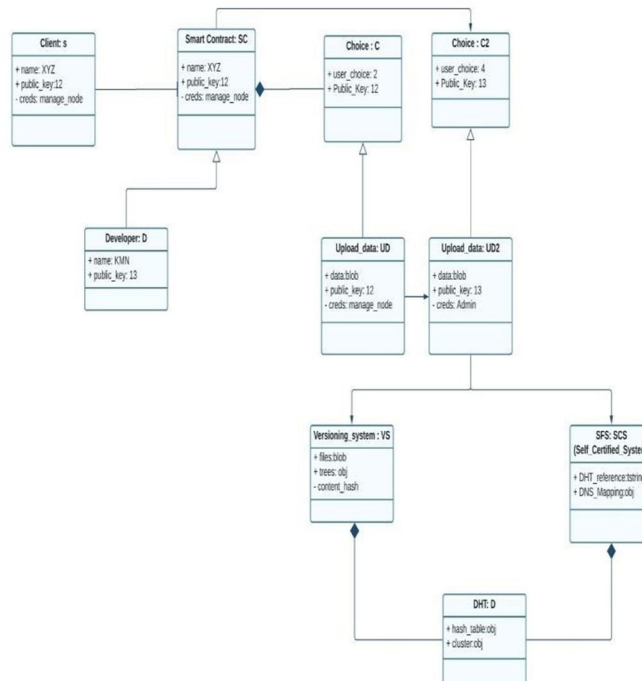 Client: s
+ name: XYZ
+ public_key:12
- creds: manage_node
Smart Contract: SC
+ name: XYZ
+ public_key:12
- creds: manage_node
Choice : C
+ user_choice: 2
+ Public_Key: 12
Choice : C2
+ user_choice: 4
+ Public_Key: 13
Developer: D
+ name: KMN
+ public_key: 13
Upload_data: UD
+ data:blob
+ public_key: 12
- creds: manage_node
Upload_data: UD2
+ data:blob
+ public_key: 13
- creds: Admin
Versioning_system : VS
+ files:blob
+ trees: obj
- content_hash
SFS: SCS
(Self_Certified_System
+ DHT_reference:tstring
+ DNS_Mapping:obj
DHT: D
+ hash_table:obj
+ cluster:obj